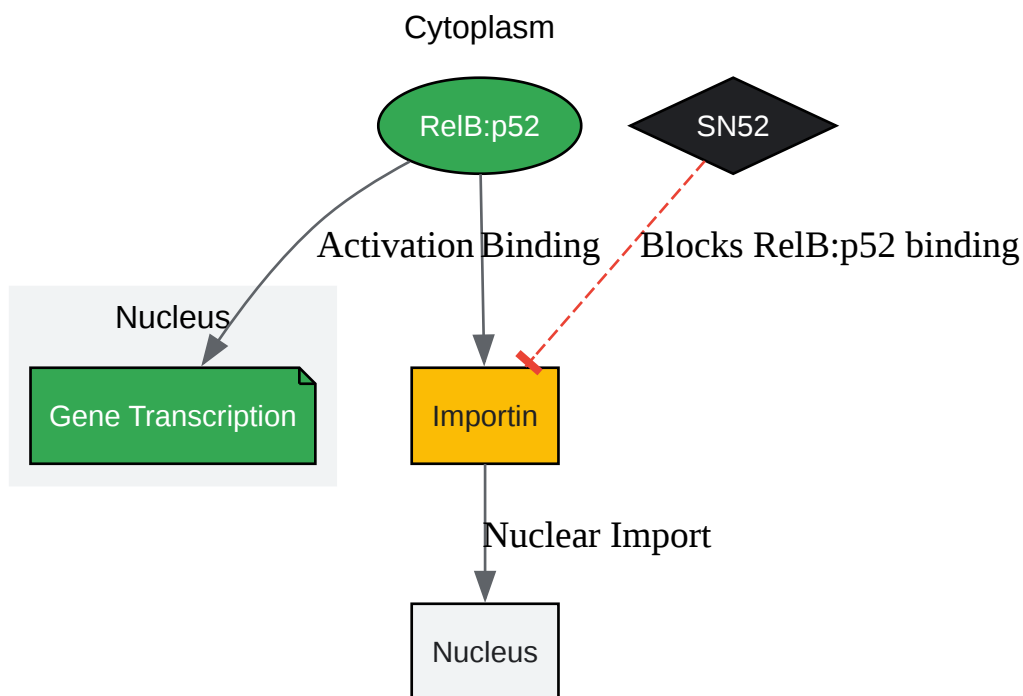 Cytoplasm
RelB:p52
SN52
Activation
Binding
Blocks RelB:p52 binding
Nucleus
Gene Transcription
Importin
Nuclear Import
Nucleus